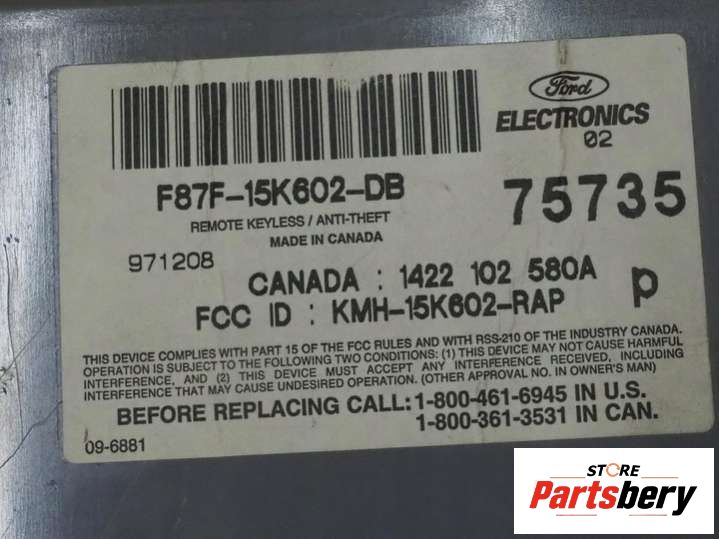 Ford
ELECTRONICS
02
F87F-15K602-DB
75735
REMOTE KEYLESS / ANTI-THEFT
MADE IN CANADA
971208
CANADA : 1422 102 580A
FCC ID : KMH-15K602-RAP
P
THIS DEVICE COMPLIES WITH PART 15 OF THE FCC RULES AND WITH RSS-210 OF THE INDUSTRY CANADA.
OPERATION IS SUBJECT TO THE FOLLOWING TWO CONDITIONS: (1) THIS DEVICE MAY NOT CAUSE HARMFUL
INTERFERENCE, AND (2) THIS DEVICE MUST ACCEPT ANY INTERFERENCE RECEIVED, INCLUDING
INTERFERENCE THAT MAY CAUSE UNDESIRED OPERATION. (OTHER APPROVAL NO. IN OWNER'S MAN)
BEFORE REPLACING CALL: 1-800-461-6945 IN U.S.
1-800-361-3531 IN CAN.
09-6881
STORE
Partsbery